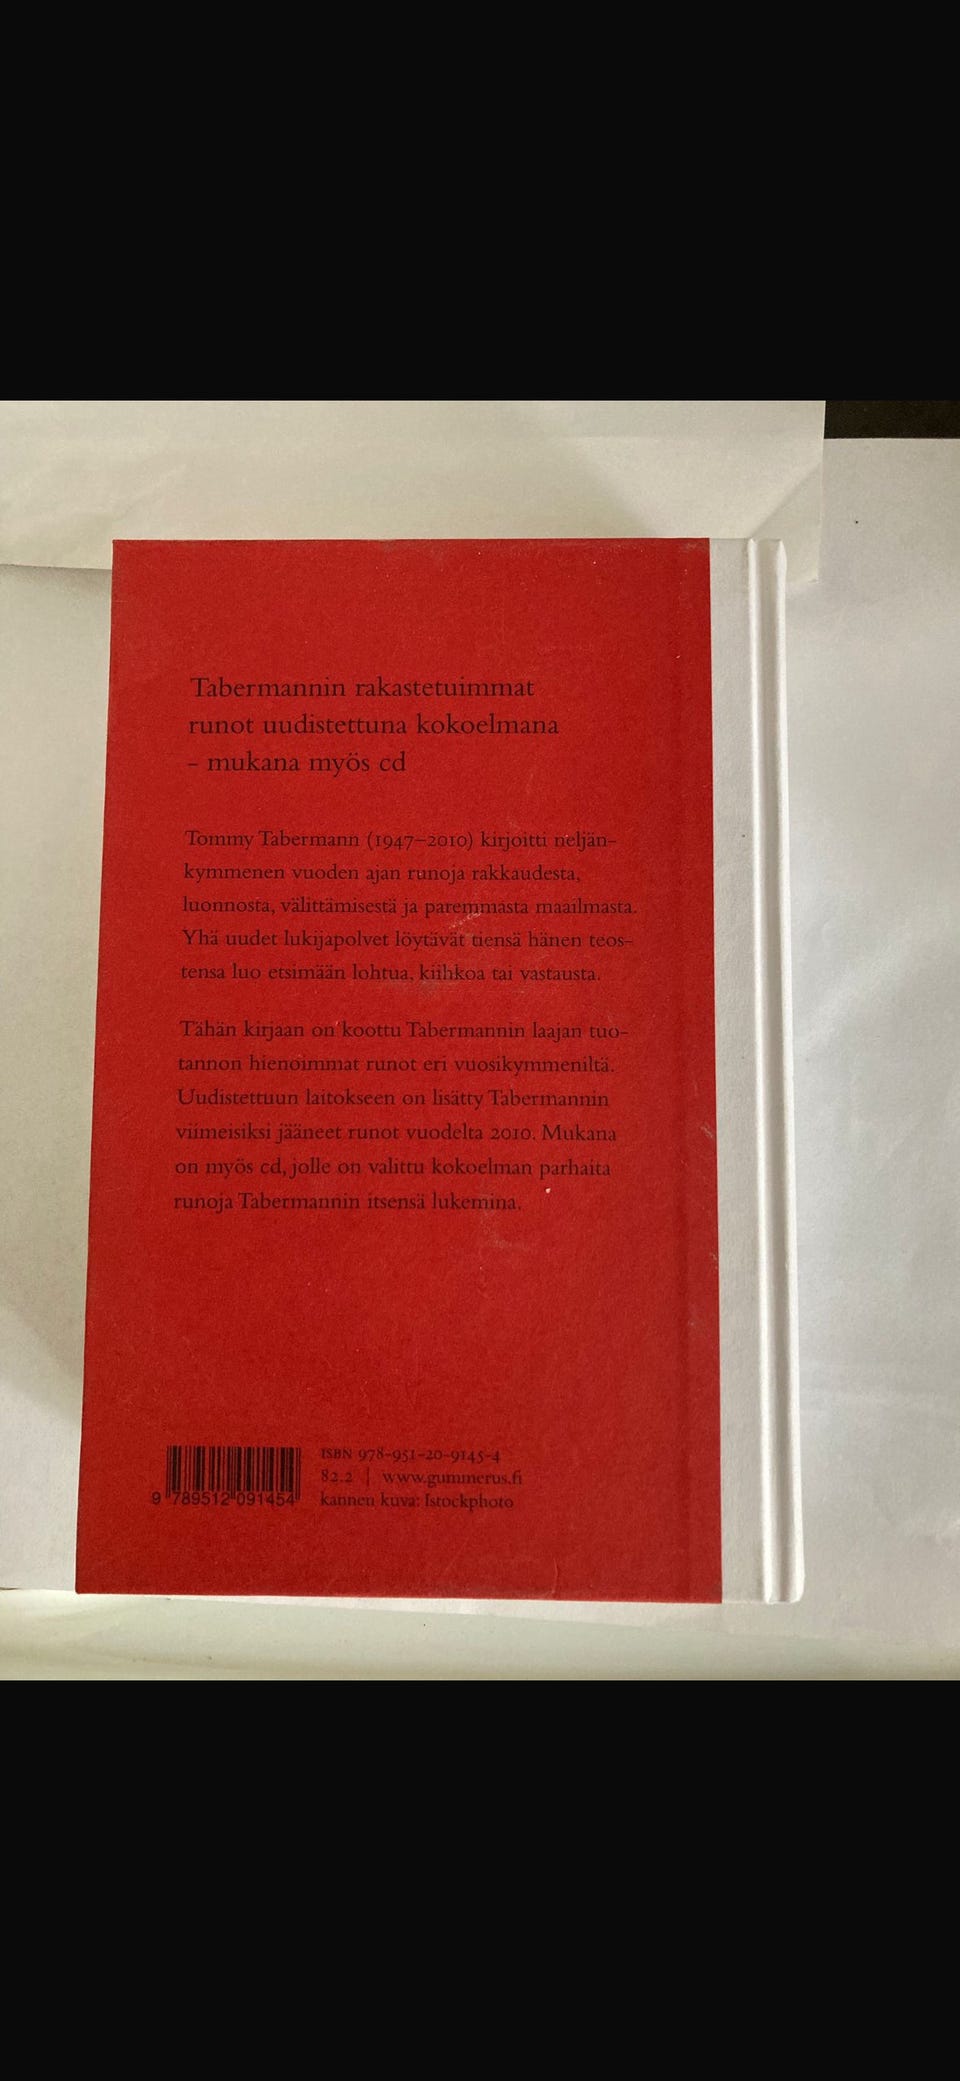 Tabermannin rakastetuimmat
runot uudistettuna kokoelmana
– mukana myös cd
Tommy Tabermann (1947–2010) kirjoitti neljän-
kymmenen vuoden ajan runoja rakkaudesta,
luonnosta, välittämisestä ja paremmasta maailmasta.
Yhä uudet lukijapolvet löytävät tiensä hänen teos-
tensa luo etsimään lohtua, kiihkoa tai vastausta.
Tähän kirjaan on koottu Tabermannin laajan tuo-
tannon hienoimmat runot eri vuosikymmeniltä.
Uudistettuun laitokseen on lisätty Tabermannin
viimeisiksi jääneet runot vuodelta 2010. Mukana
on myös cd, jolle on valittu kokoelman parhaita
runoja Tabermannin itsensä lukemina.
ISBN 978-951-20-9145-4
82.2 | www.gummerus.fi
kannen kuva: Istockphoto
9 789512 091454